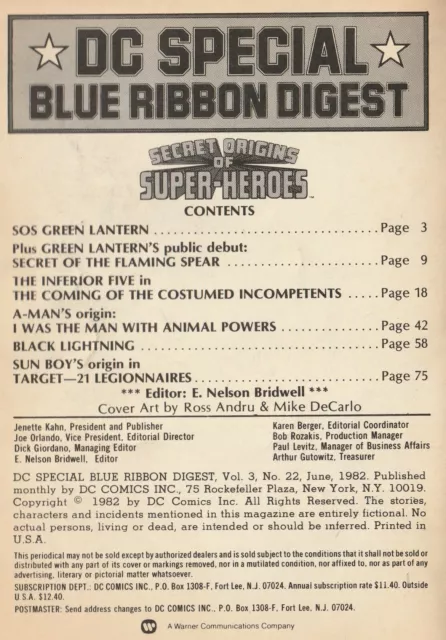 DC SPECIAL
BLUE RIBBON DIGEST
SECRET ORIGINS
OF
SUPER-HEROES™
CONTENTS
SOS GREEN LANTERN ................................ Page 3
Plus GREEN LANTERN'S public debut:
SECRET OF THE FLAMING SPEAR ...................... Page 9
THE INFERIOR FIVE in
THE COMING OF THE COSTUMED INCOMPETENTS ..... Page 18
A-MAN'S origin:
I WAS THE MAN WITH ANIMAL POWERS .............. Page 42
BLACK LIGHTNING .................................. Page 58
SUN BOY'S origin in
TARGET—21 LEGIONNAIRES .......................... Page 75
*** Editor: E. Nelson Bridwell ***
Cover Art by Ross Andru & Mike DeCarlo
Jenette Kahn, President and Publisher
Joe Orlando, Vice President, Editorial Director
Dick Giordano, Managing Editor
E. Nelson Bridwell, Editor
Karen Berger, Editorial Coordinator
Bob Rozakis, Production Manager
Paul Levitz, Manager of Business Affairs
Arthur Gutowitz, Treasurer
DC SPECIAL BLUE RIBBON DIGEST, Vol. 3, No. 22, June, 1982. Published
monthly by DC COMICS INC., 75 Rockefeller Plaza, New York, N.Y. 10019.
Copyright © 1982 by DC Comics Inc. All Rights Reserved. The stories,
characters and incidents mentioned in this magazine are entirely fictional. No
actual persons, living or dead, are intended or should be inferred. Printed in
U.S.A.
This periodical may not be sold except by authorized dealers and is sold subject to the conditions that it shall not be sold or
distributed with any part of its cover or markings removed, nor in a mutilated condition, nor affixed to, nor as part of any
advertising, literary or pictorial matter whatsoever.
SUBSCRIPTION DEPT.: DC COMICS INC., P.O. Box 1308-F, Fort Lee, N.J. 07024. Annual subscription rate $11.40. Outside
U.S.A. $12.40.
POSTMASTER: Send address changes to DC COMICS INC., P.O. Box 1308-F, Fort Lee, N.J. 07024.
A Warner Communications Company